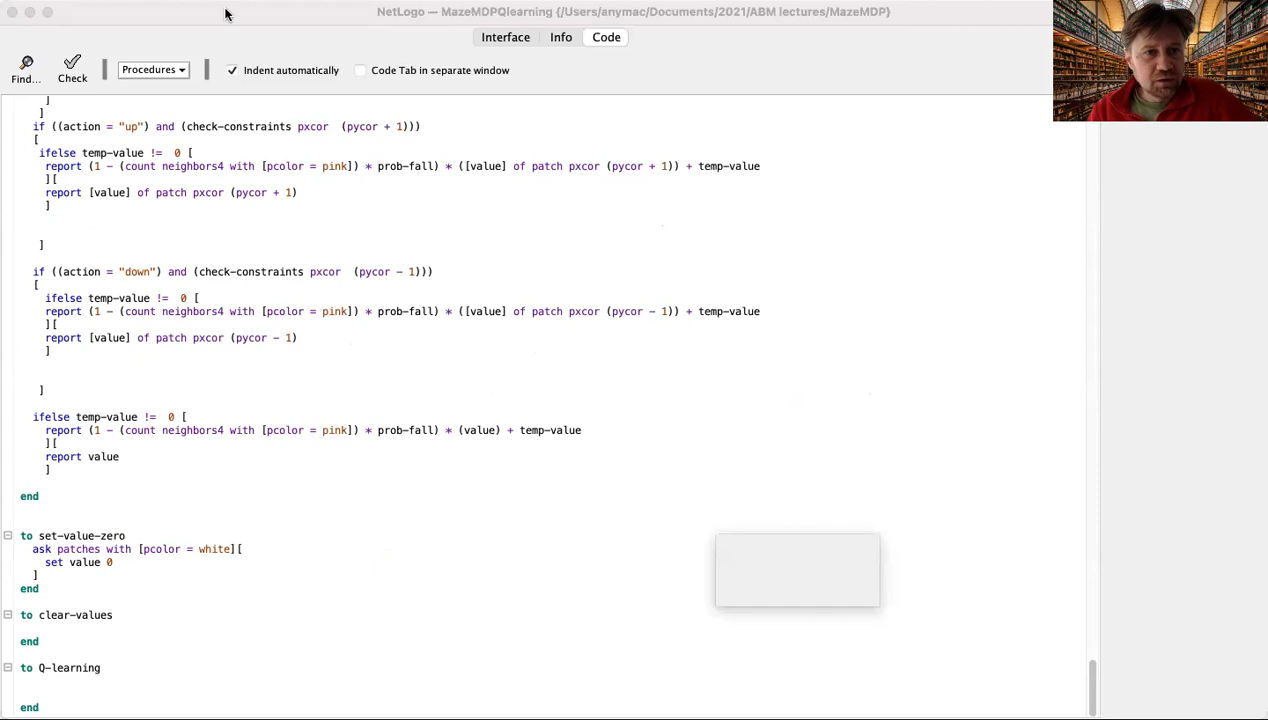 NetLogo — MazeMDPQlearning {/Users/anymac/Documents/2021/ABM lectures/MazeMDP}
Interface Info Code
Find... Check Procedures Indent automatically Code Tab in separate window
]
]
if ((action = "up") and (check-constraints pxcor  (pycor + 1)))
[
ifelse temp-value !=  0 [
report (1 - (count neighbors4 with [pcolor = pink]) * prob-fall) * ([value] of patch pxcor (pycor + 1)) + temp-value
][
report [value] of patch pxcor (pycor + 1)
]
]
if ((action = "down") and (check-constraints pxcor  (pycor - 1)))
[
ifelse temp-value !=  0 [
report (1 - (count neighbors4 with [pcolor = pink]) * prob-fall) * ([value] of patch pxcor (pycor - 1)) + temp-value
][
report [value] of patch pxcor (pycor - 1)
]
]
ifelse temp-value !=  0 [
report (1 - (count neighbors4 with [pcolor = pink]) * prob-fall) * (value) + temp-value
][
report value
]
end
to set-value-zero
ask patches with [pcolor = white][
set value 0
]
end
to clear-values
end
to Q-learning
end